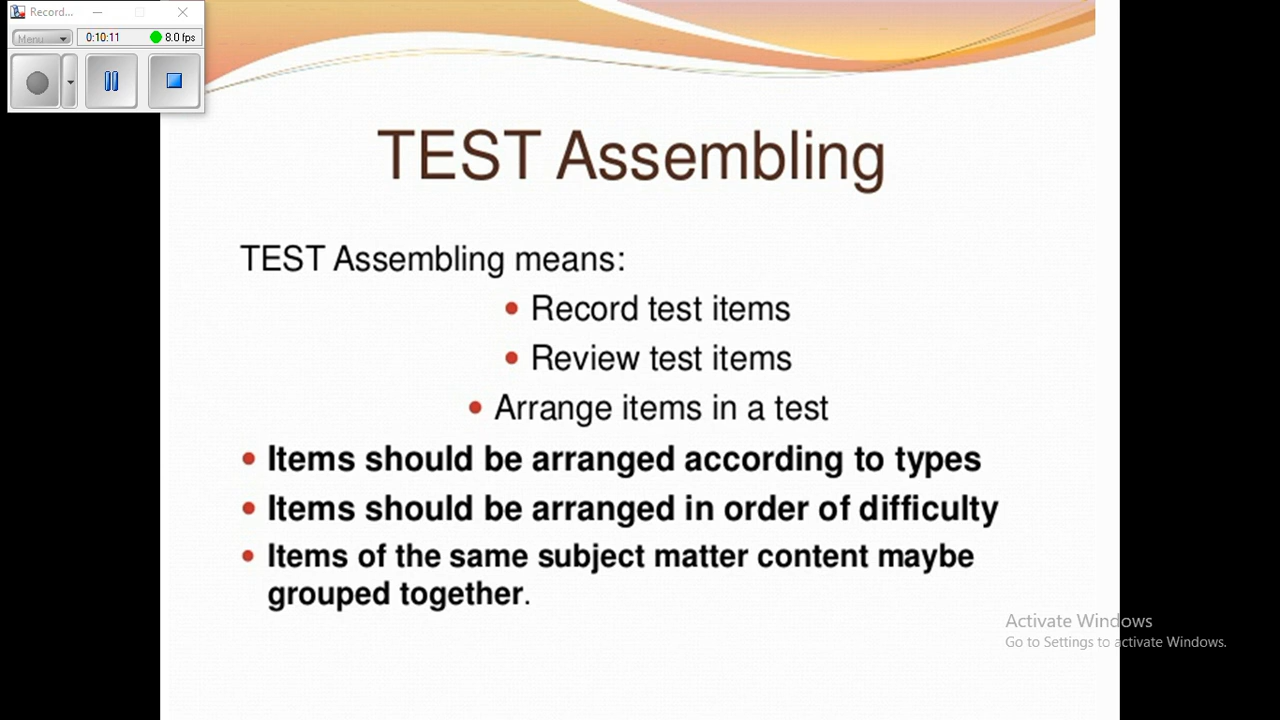 Record...
Menu
0:10:11
8.0 fps
TEST Assembling
TEST Assembling means:
• Record test items
• Review test items
• Arrange items in a test
• Items should be arranged according to types
• Items should be arranged in order of difficulty
• Items of the same subject matter content maybe
grouped together.
Activate Windows
Go to Settings to activate Windows.